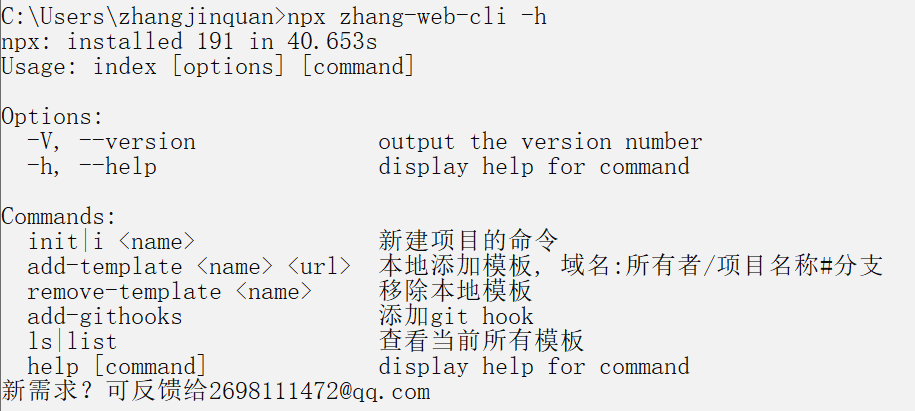 C:\Users\zhangjinquan>npx zhang-web-cli -h
npx: installed 191 in 40.653s
Usage: index [options] [command]
Options:
-V, --version output the version number
-h, --help display help for command
Commands:
init|i <name> 新建项目的命令
add-template <name> <url> 本地添加模板, 域名:所有者/项目名称#分支
remove-template <name> 移除本地模板
add-githooks 添加git hook
ls|list 查看当前所有模板
help [command] display help for command
新需求? 可反馈给2698111472@qq.com